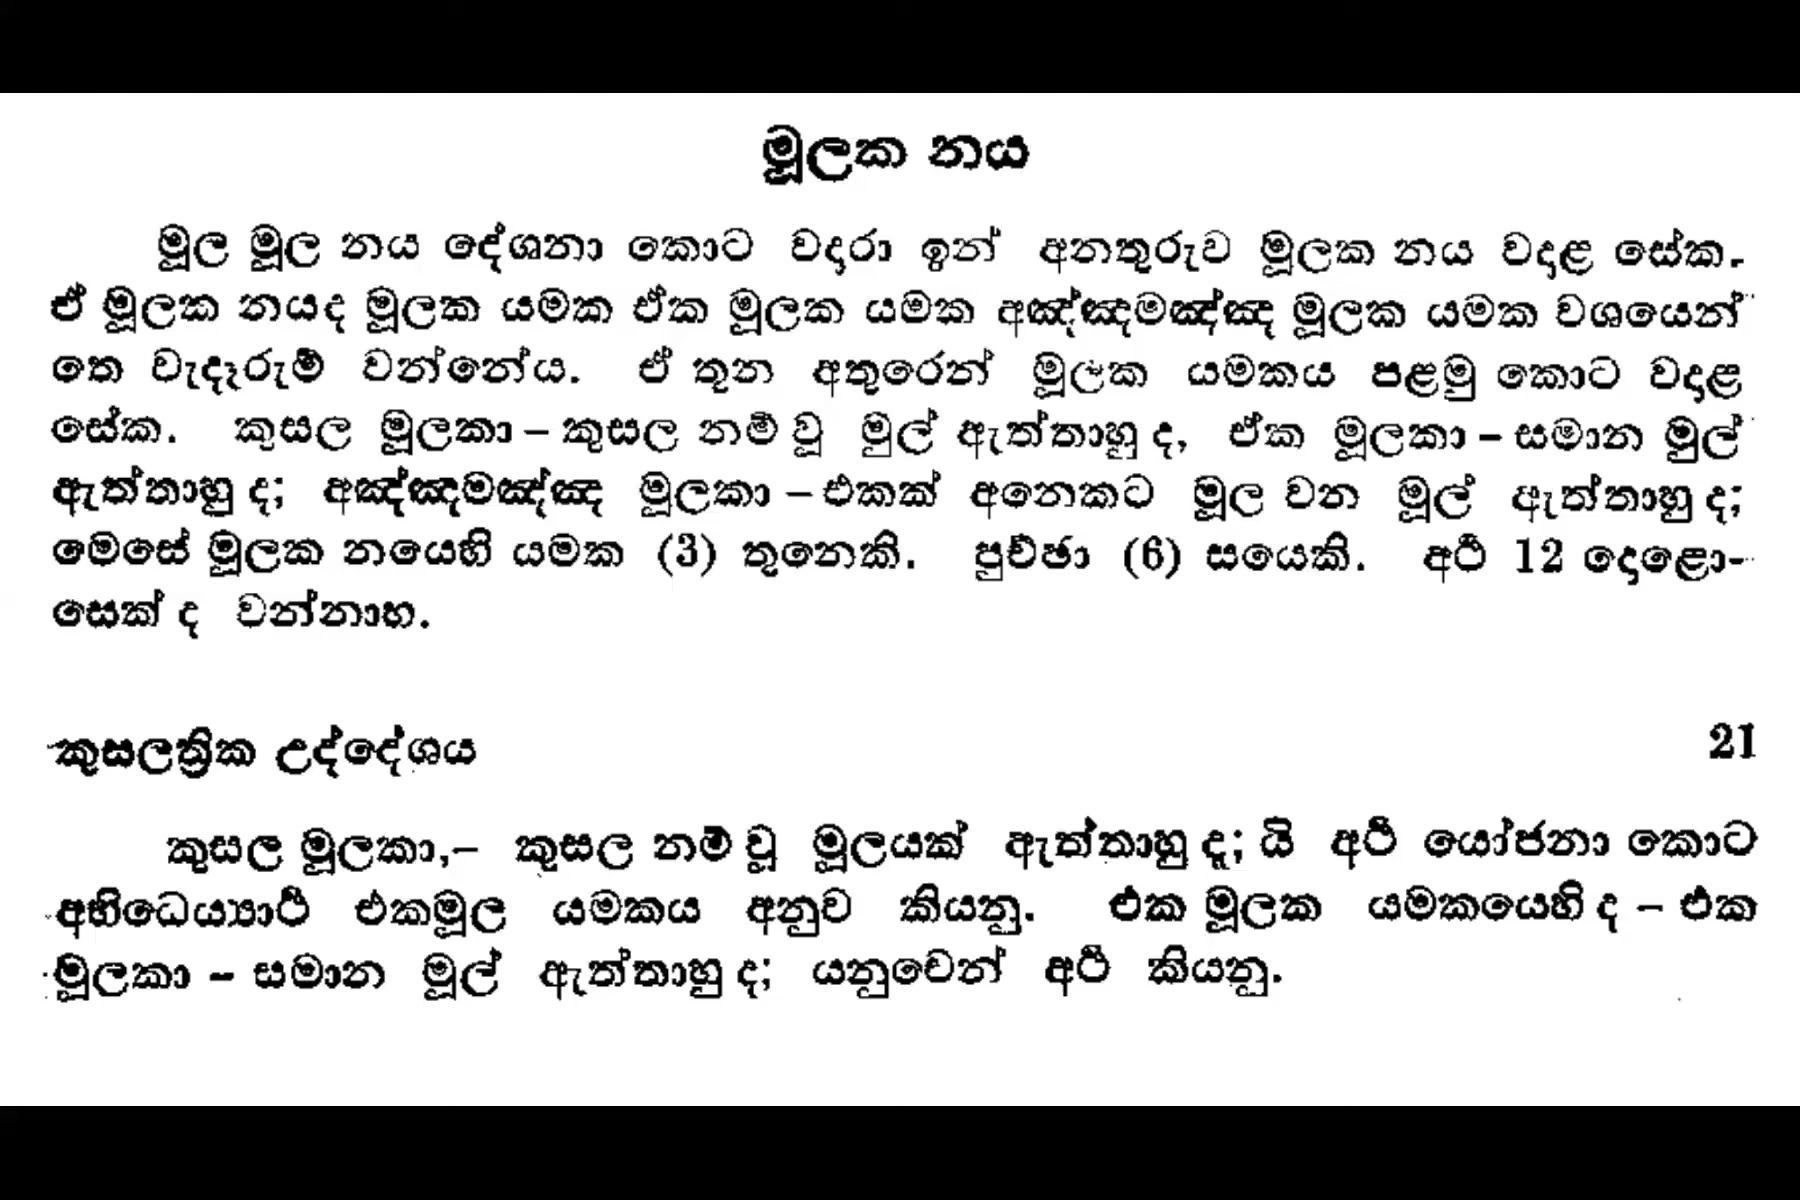 මූලක නය
මූල මූල නය දේශනා කොට වදාරා ඉන් අනතුරුව මූලක නය වදාළ සේක.
ඒ මූලක නයද මූලක යමක ඒක මූලක යමක අඤ්ඤමඤ්ඤ මූලක යමක වශයෙන්
තෙ වැදෑරුම් වන්නේය. ඒ තුන අතුරෙන් මූලක යමකය පළමු කොට වදාළ
සේක. කුසල මූලකා – කුසල නම් වූ මුල් ඇත්තාහු ද, ඒක මූලකා – සමාන මුල්
ඇත්තාහු ද; අඤ්ඤමඤ්ඤ මූලකා – එකක් අනෙකට මූල වන මූල් ඇත්තාහු ද;
මෙසේ මූලක නයෙහි යමක (3) තුනෙකි. පුච්ඡා (6) සයෙකි. අර්ථ 12 දොළො-
සෙක් ද වන්නාහ.
කුසලත්‍රික උද්දේශය 21
කුසල මූලකා,– කුසල නම් වූ මූලයක් ඇත්තාහු දූ; යි අර්ථ යෝජනා කොට
අභිධෙය්‍යාර්ථ එකමූල යමකය අනුව කියනු. එක මූලක යමකයෙහි ද – එක
මූලකා – සමාන මූල් ඇත්තාහු ද; යනුවෙන් අර්ථ කියනු.